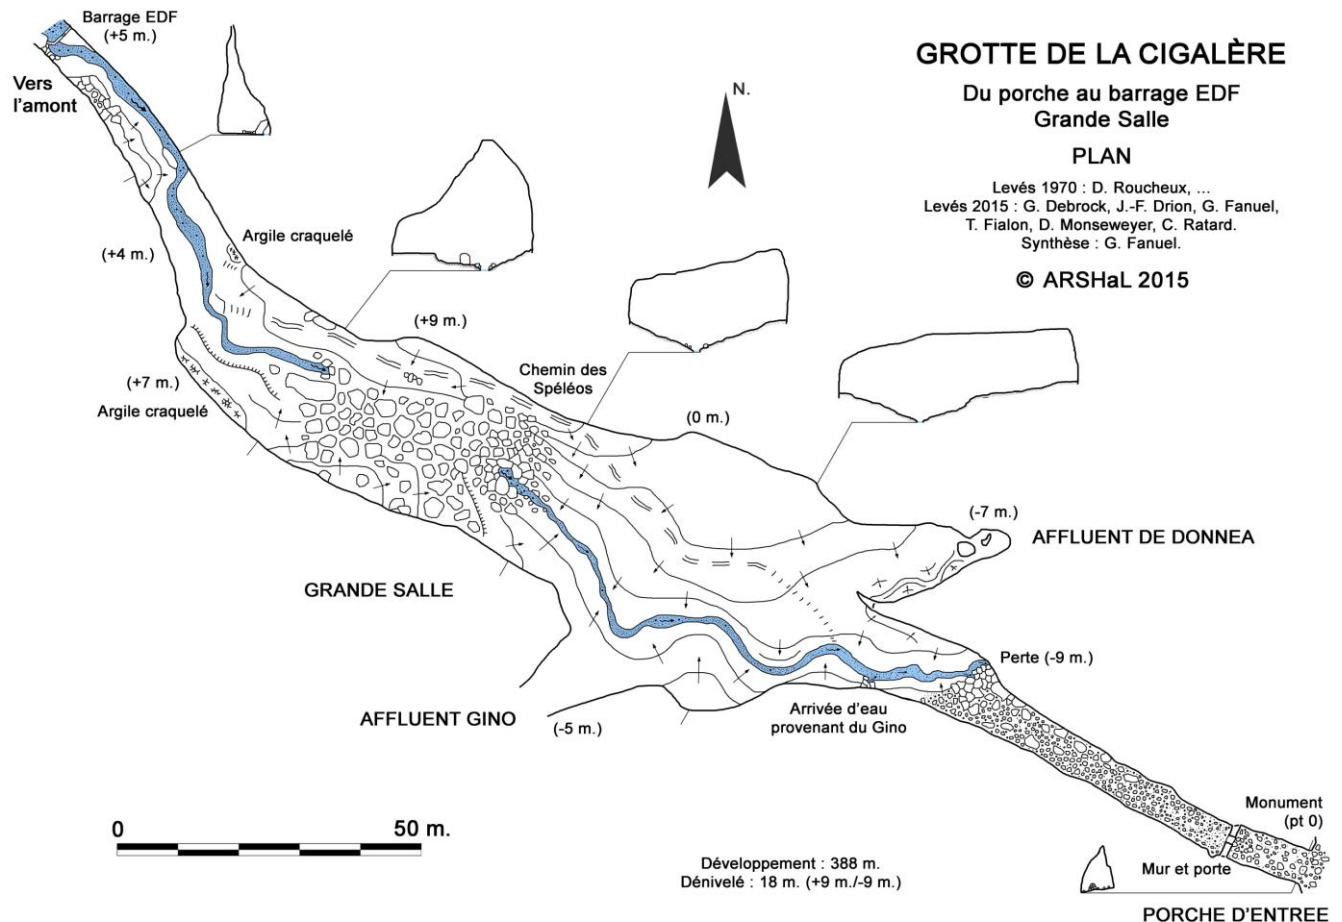 GROTTE DE LA CIGALÈRE
Du porche au barrage EDF
Grande Salle
PLAN
Levés 1970 : D. Roucheux, ...
Levés 2015 : G. Debrock, J.-F. Drion, G. Fanuel,
T. Fialon, D. Monseweyer, C. Ratard.
Synthèse : G. Fanuel.
© ARSHaL 2015
N.
Barrage EDF
(+5 m.)
Vers
l'amont
Argile craquelé
(+4 m.)
(+9 m.)
(+7 m.)
Argile craquelé
Chemin des
Spéléos
(0 m.)
(-7 m.)
AFFLUENT DE DONNEA
GRANDE SALLE
Perte (-9 m.)
AFFLUENT GINO
(-5 m.)
Arrivée d'eau
provenant du Gino
Monument
(pt 0)
0
50 m.
Développement : 388 m.
Dénivelé : 18 m. (+9 m./-9 m.)
Mur et porte
PORCHE D'ENTREE